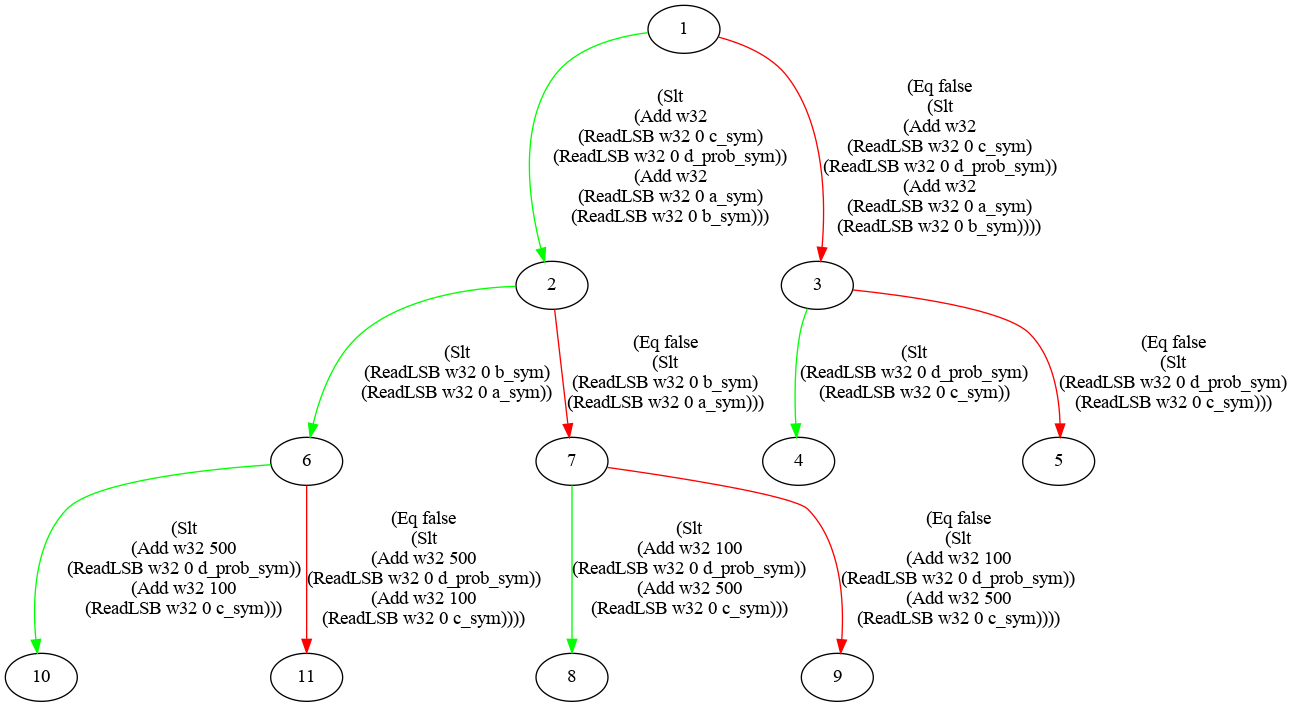 1
(Slt
(Add w32
(ReadLSB w32 0 c_sym)
(ReadLSB w32 0 d_prob_sym))
(Add w32
(ReadLSB w32 0 a_sym)
(ReadLSB w32 0 b_sym)))
(Eq false
(Slt
(Add w32
(ReadLSB w32 0 c_sym)
(ReadLSB w32 0 d_prob_sym))
(Add w32
(ReadLSB w32 0 a_sym)
(ReadLSB w32 0 b_sym))))
2
3
(Slt
(ReadLSB w32 0 b_sym)
(ReadLSB w32 0 a_sym))
(Eq false
(Slt
(ReadLSB w32 0 b_sym)
(ReadLSB w32 0 a_sym)))
(Slt
(ReadLSB w32 0 d_prob_sym)
(ReadLSB w32 0 c_sym))
(Eq false
(Slt
(ReadLSB w32 0 d_prob_sym)
(ReadLSB w32 0 c_sym)))
6
7
4
5
(Slt
(Add w32 500
(ReadLSB w32 0 d_prob_sym))
(Add w32 100
(ReadLSB w32 0 c_sym)))
(Eq false
(Slt
(Add w32 500
(ReadLSB w32 0 d_prob_sym))
(Add w32 100
(ReadLSB w32 0 c_sym))))
(Slt
(Add w32 100
(ReadLSB w32 0 d_prob_sym))
(Add w32 500
(ReadLSB w32 0 c_sym)))
(Eq false
(Slt
(Add w32 100
(ReadLSB w32 0 d_prob_sym))
(Add w32 500
(ReadLSB w32 0 c_sym))))
10
11
8
9